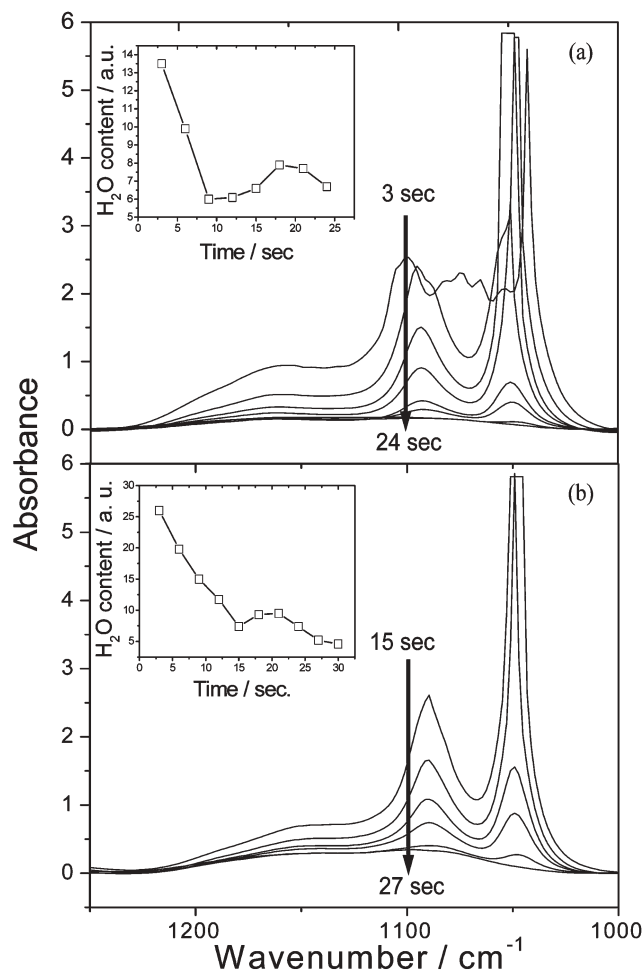 6
5
4
3
2
1
0
(a)
14
13
12
11
10
9
8
7
6
5
H₂O content / a.u.
0 5 10 15 20 25
Time / sec
3 sec
24 sec
Absorbance
6
5
4
3
2
1
0
(b)
30
25
20
15
10
5
H₂O content / a. u.
0 5 10 15 20 25 30
Time / sec.
15 sec
27 sec
1200 1100 1000
Wavenumber / cm⁻¹